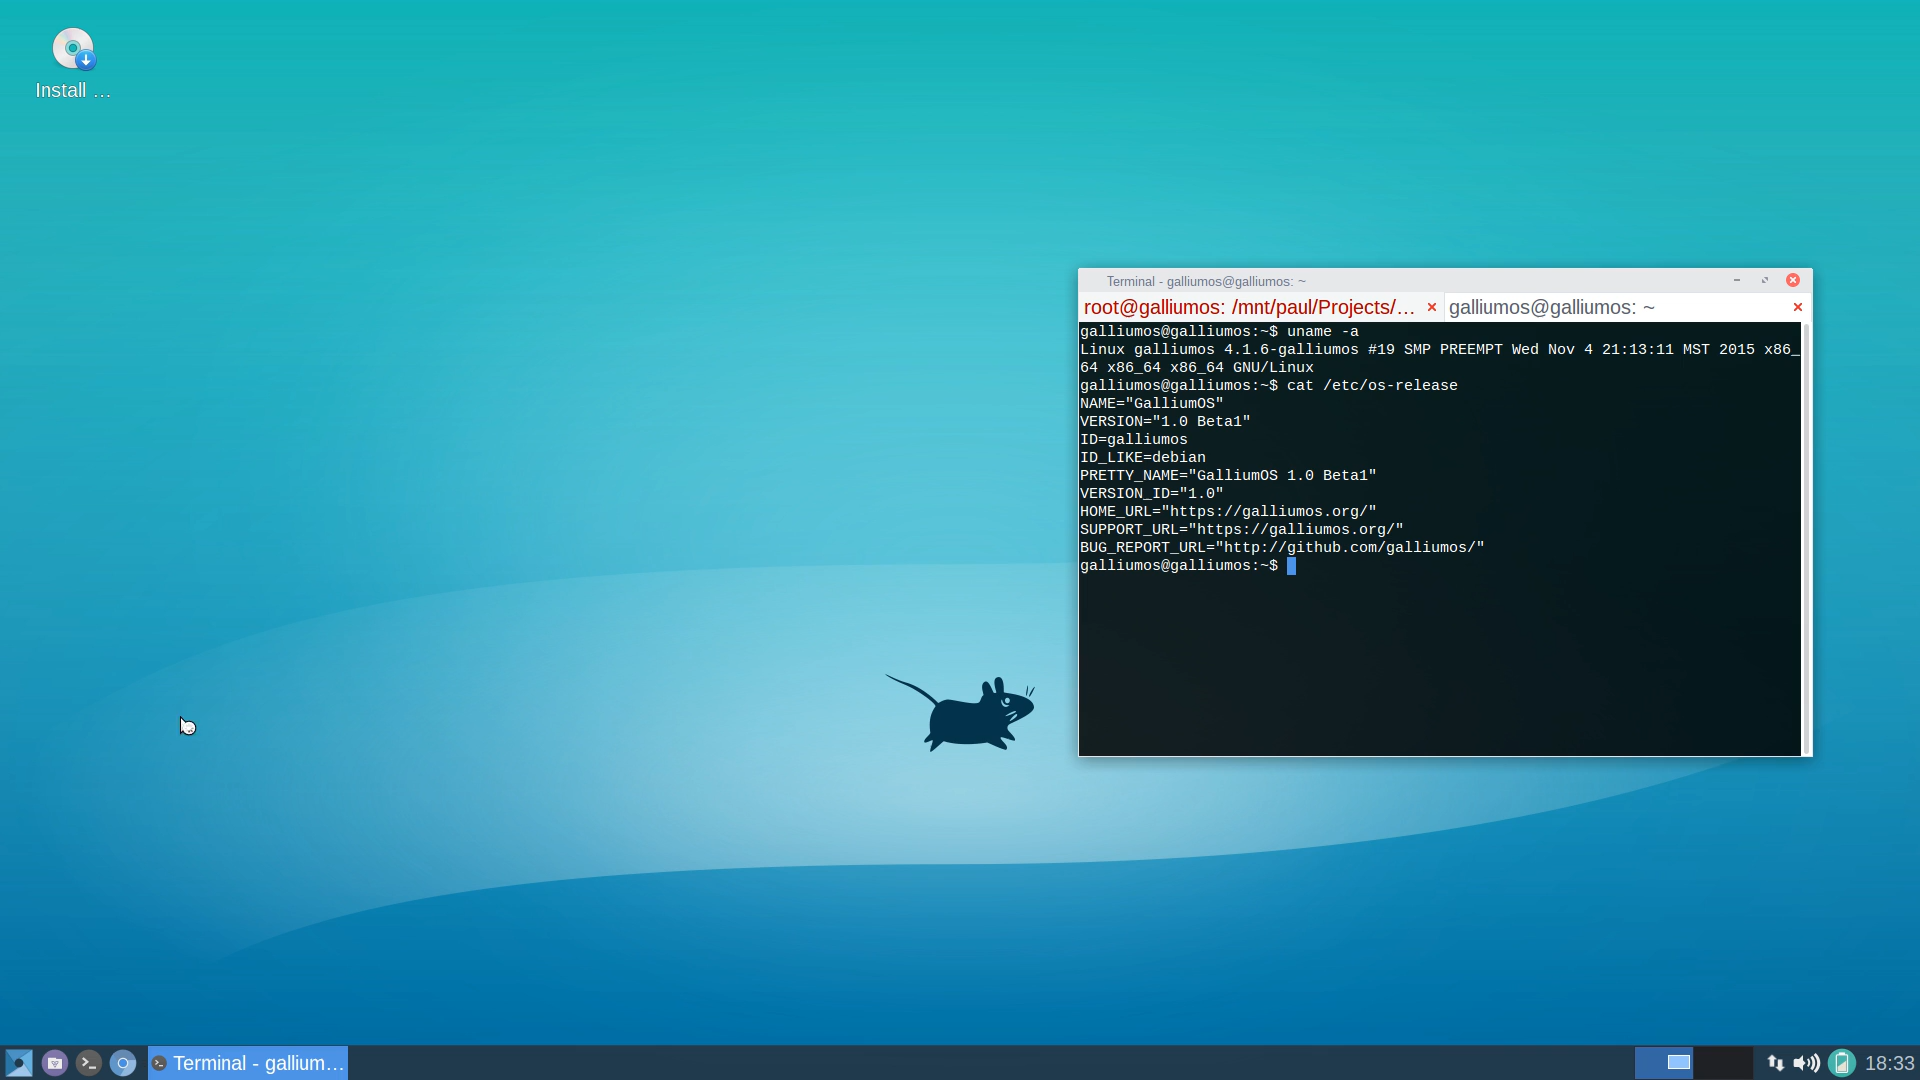 Install ...
Terminal - galliumos@galliumos: ~
root@galliumos: /mnt/paul/Projects/...
galliumos@galliumos: ~
galliumos@galliumos:~$ uname -a
Linux galliumos 4.1.6-galliumos #19 SMP PREEMPT Wed Nov 4 21:13:11 MST 2015 x86_
64 x86_64 x86_64 GNU/Linux
galliumos@galliumos:~$ cat /etc/os-release
NAME="GalliumOS"
VERSION="1.0 Beta1"
ID=galliumos
ID_LIKE=debian
PRETTY_NAME="GalliumOS 1.0 Beta1"
VERSION_ID="1.0"
HOME_URL="https://galliumos.org/"
SUPPORT_URL="https://galliumos.org/"
BUG_REPORT_URL="http://github.com/galliumos/"
galliumos@galliumos:~$
Terminal - gallium...
18:33